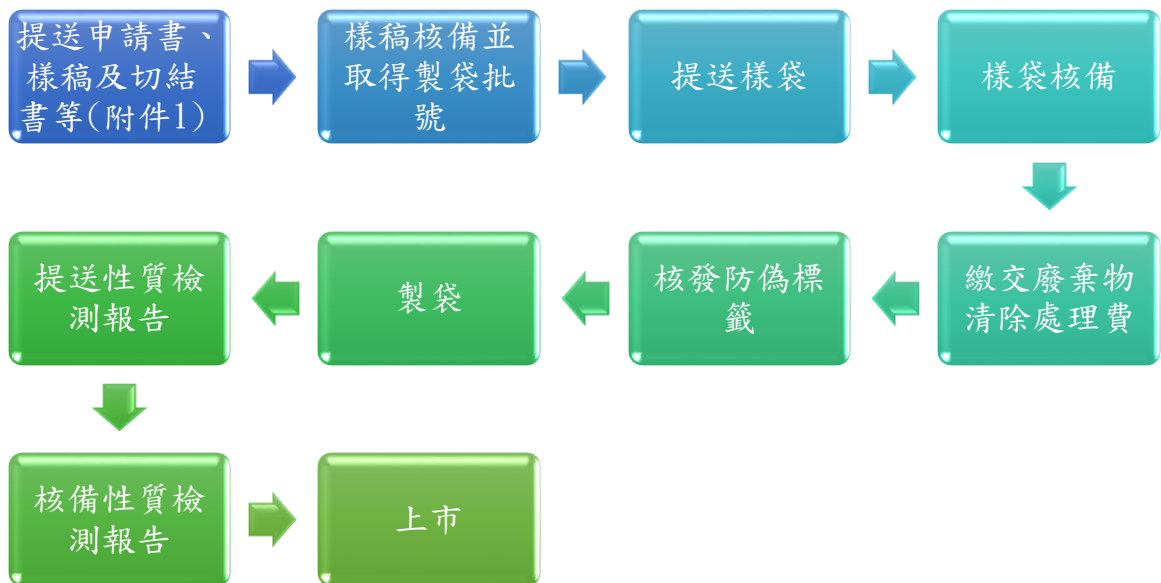 提送申請書、
樣稿及切結
書等(附件1)
樣稿核備並
取得製袋批
號
提送樣袋
樣袋核備
繳交廢棄物
清除處理費
核發防偽標
籤
製袋
提送性質檢
測報告
核備性質檢
測報告
上市